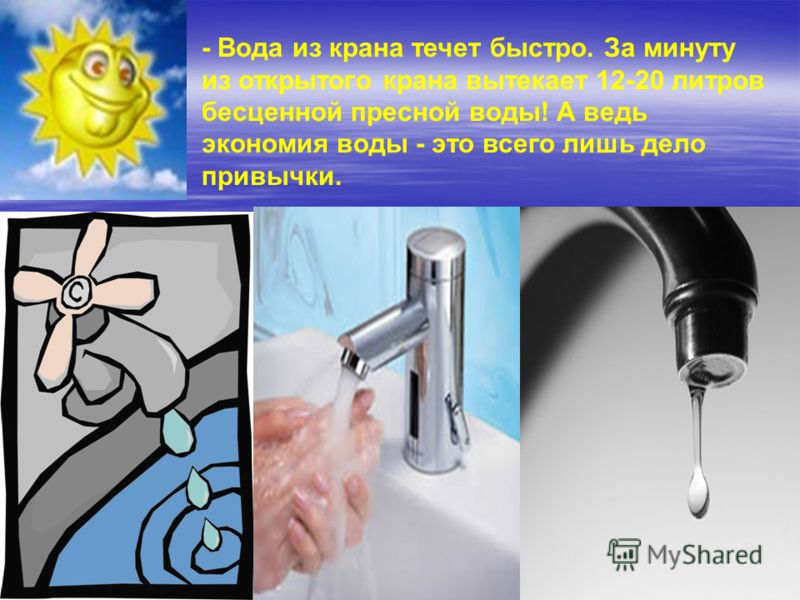 - Вода из крана течет быстро. За минуту
из открытого крана вытекает 12-20 литров
бесценной пресной воды! А ведь
экономия воды - это всего лишь дело
привычки.
C
MyShared